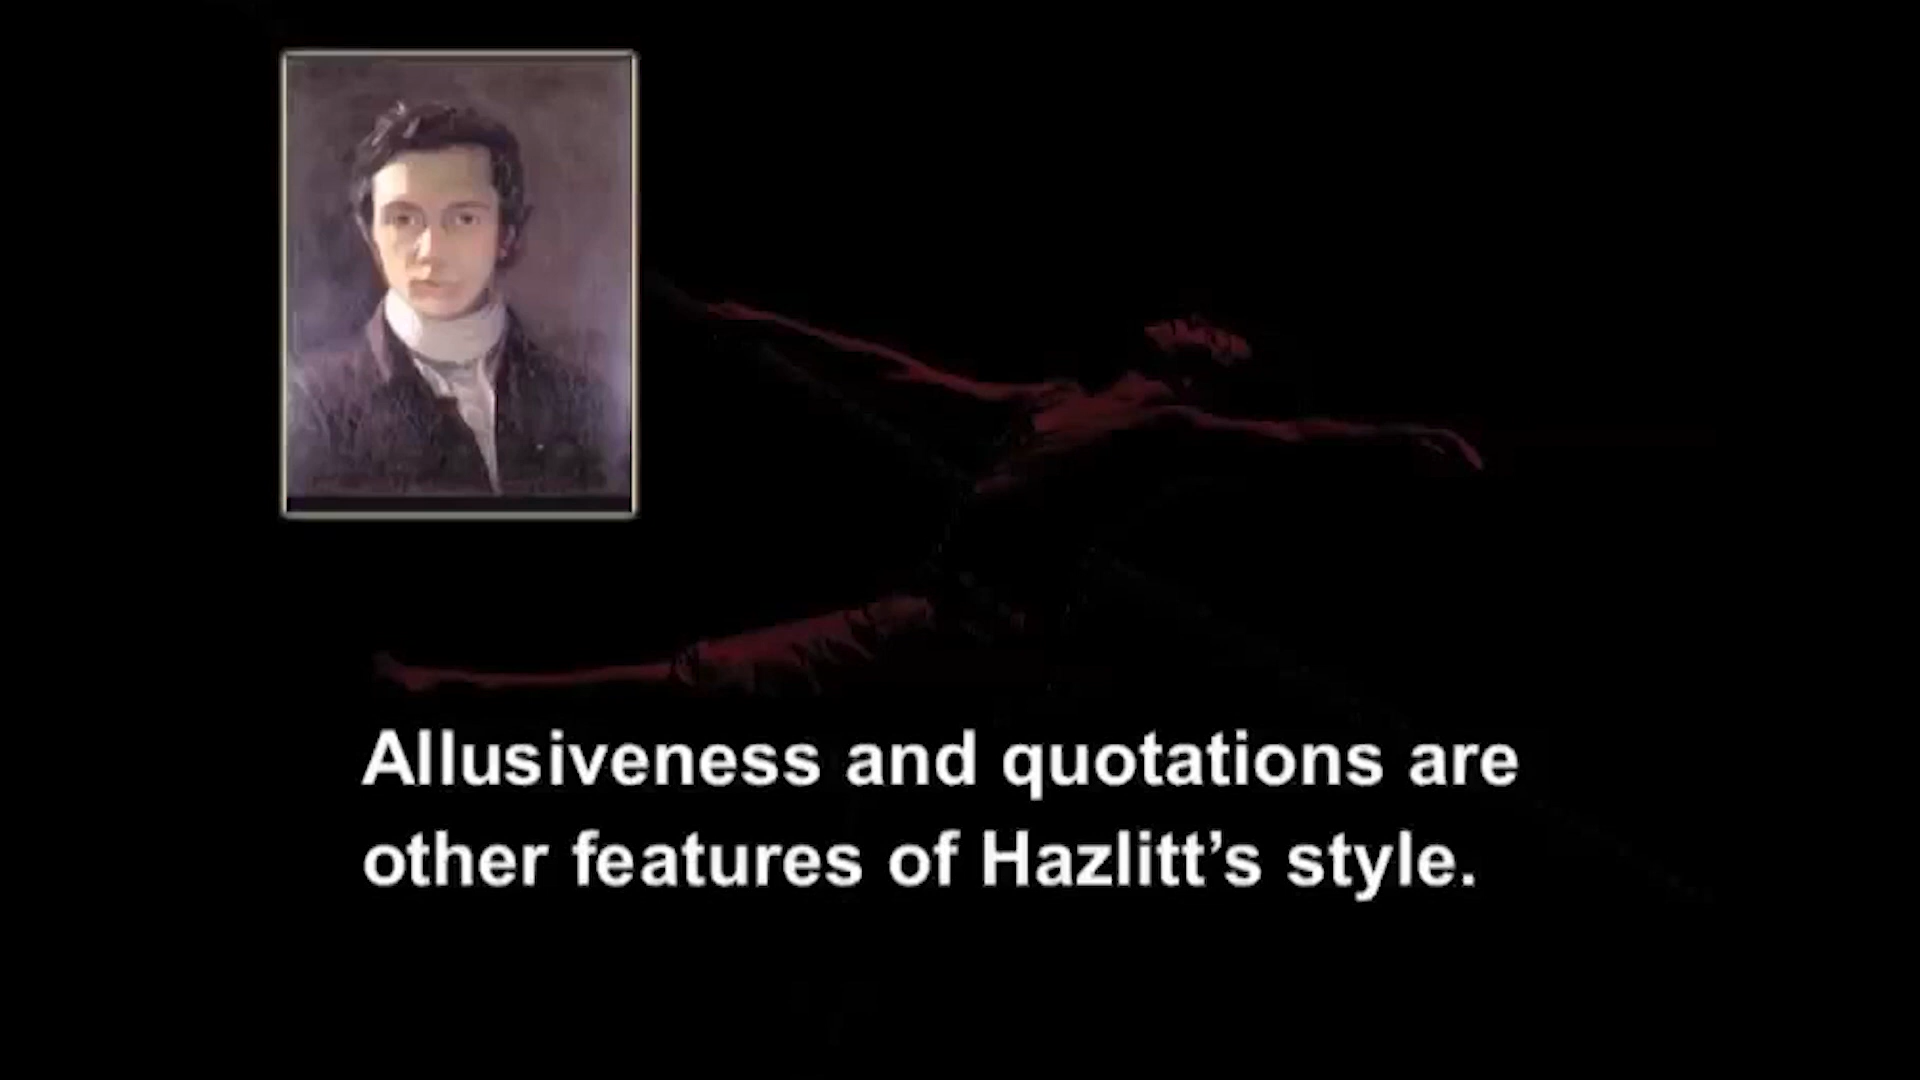 Allusiveness and quotations are
other features of Hazlitt’s style.